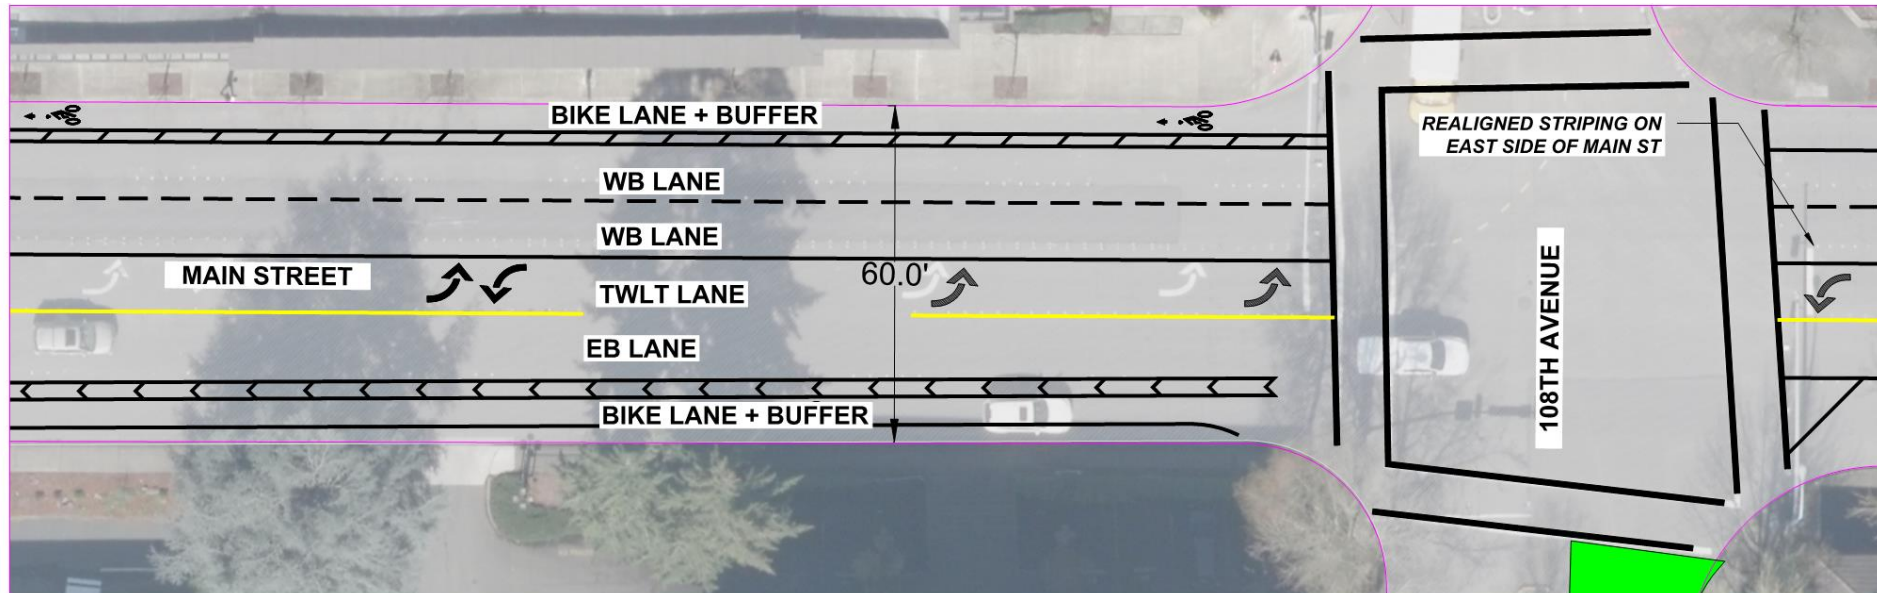 BIKE LANE + BUFFER
REALIGNED STRIPING ON
EAST SIDE OF MAIN ST
WB LANE
WB LANE
MAIN STREET
60.0'
TWLT LANE
EB LANE
108TH AVENUE
BIKE LANE + BUFFER